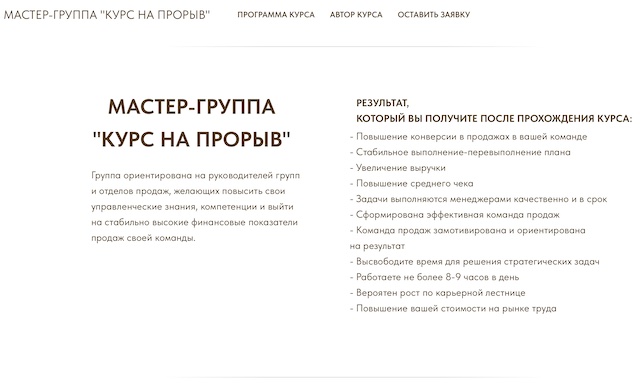 МАСТЕР-ГРУППА "КУРС НА ПРОРЫВ"
ПРОГРАММА КУРСА
АВТОР КУРСА
ОСТАВИТЬ ЗАЯВКУ
МАСТЕР-ГРУППА
"КУРС НА ПРОРЫВ"
Группа ориентирована на руководителей групп
и отделов продаж, желающих повысить свои
управленческие знания, компетенции и выйти
на стабильно высокие финансовые показатели
продаж своей команды.
РЕЗУЛЬТАТ,
КОТОРЫЙ ВЫ ПОЛУЧИТЕ ПОСЛЕ ПРОХОЖДЕНИЯ КУРСА:
- Повышение конверсии в продажах в вашей команде
- Стабильное выполнение-перевыполнение плана
- Увеличение выручки
- Повышение среднего чека
- Задачи выполняются менеджерами качественно и в срок
- Сформирована эффективная команда продаж
- Команда продаж замотивирована и ориентирована
на результат
- Высвободите время для решения стратегических задач
- Работаете не более 8-9 часов в день
- Вероятен рост по карьерной лестнице
- Повышение вашей стоимости на рынке труда